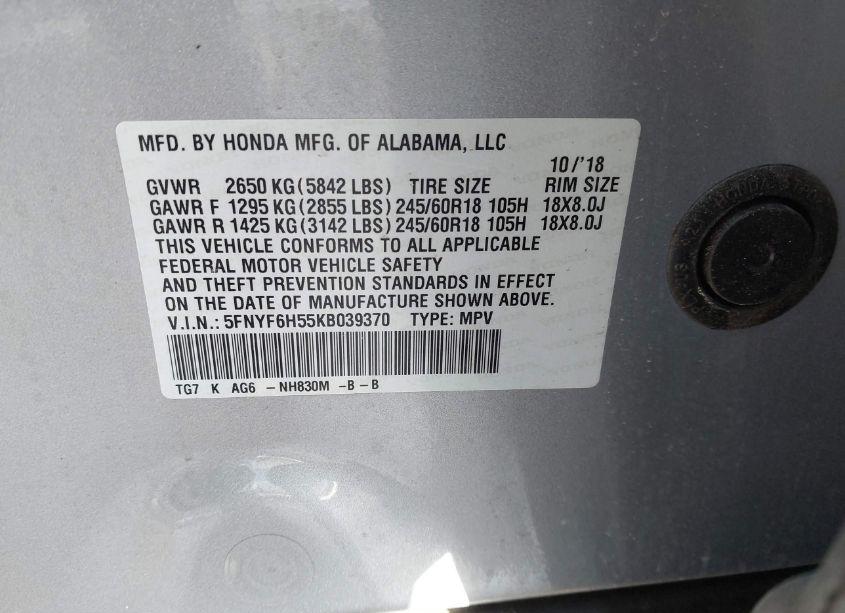 MFD. BY HONDA MFG. OF ALABAMA, LLC
10/'18
GVWR 2650 KG(5842 LBS) TIRE SIZE RIM SIZE
GAWR F 1295 KG(2855 LBS) 245/60R18 105H 18X8.0J
GAWR R 1425 KG(3142 LBS) 245/60R18 105H 18X8.0J
THIS VEHICLE CONFORMS TO ALL APPLICABLE
FEDERAL MOTOR VEHICLE SAFETY
AND THEFT PREVENTION STANDARDS IN EFFECT
ON THE DATE OF MANUFACTURE SHOWN ABOVE.
V.I.N.: 5FNYF6H55KB039370 TYPE: MPV
TG7 K AG6 -NH830M -B-B